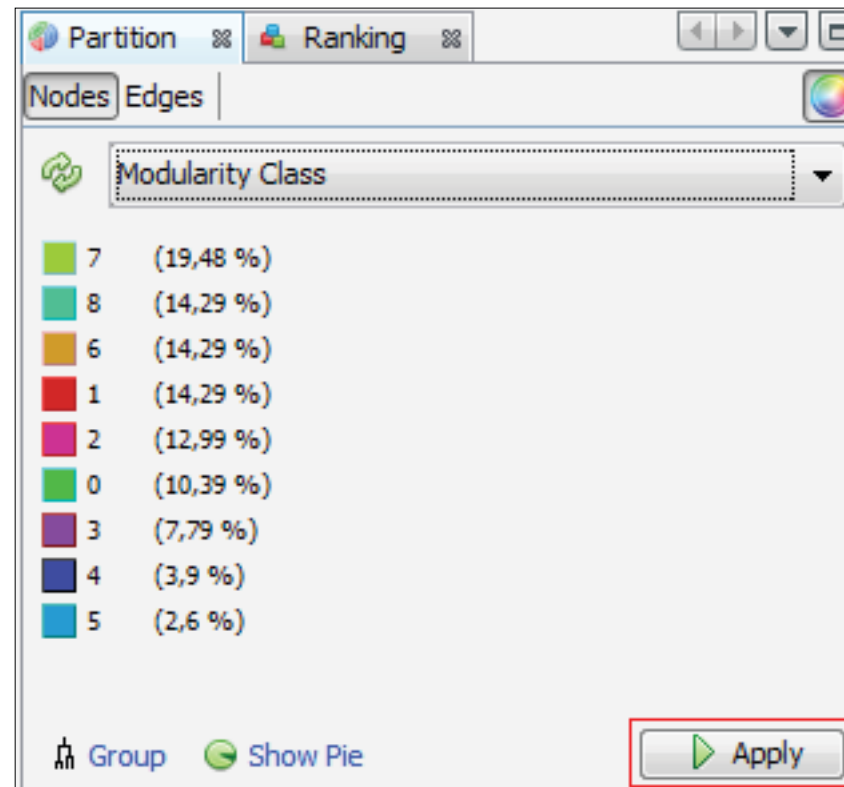 Partition Ranking
Nodes Edges
Modularity Class
7 (19,48 %)
8 (14,29 %)
6 (14,29 %)
1 (14,29 %)
2 (12,99 %)
0 (10,39 %)
3 (7,79 %)
4 (3,9 %)
5 (2,6 %)
Group Show Pie Apply